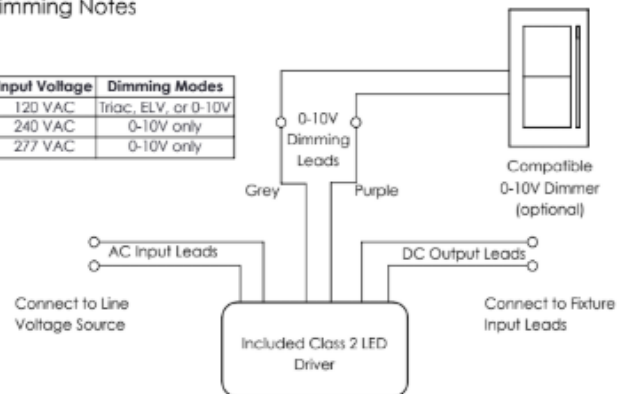 imming Notes
nput Voltage Dimming Modes
120 VAC Triac, ELV, or 0-10V
240 VAC 0-10V only
277 VAC 0-10V only
0-10V
Dimming
Leads
Grey
Purple
Compatible
0-10V Dimmer
(optional)
AC Input Leads
DC Output Leads
Connect to Line
Voltage Source
Connect to Fixture
Input Leads
Included Class 2 LED
Driver